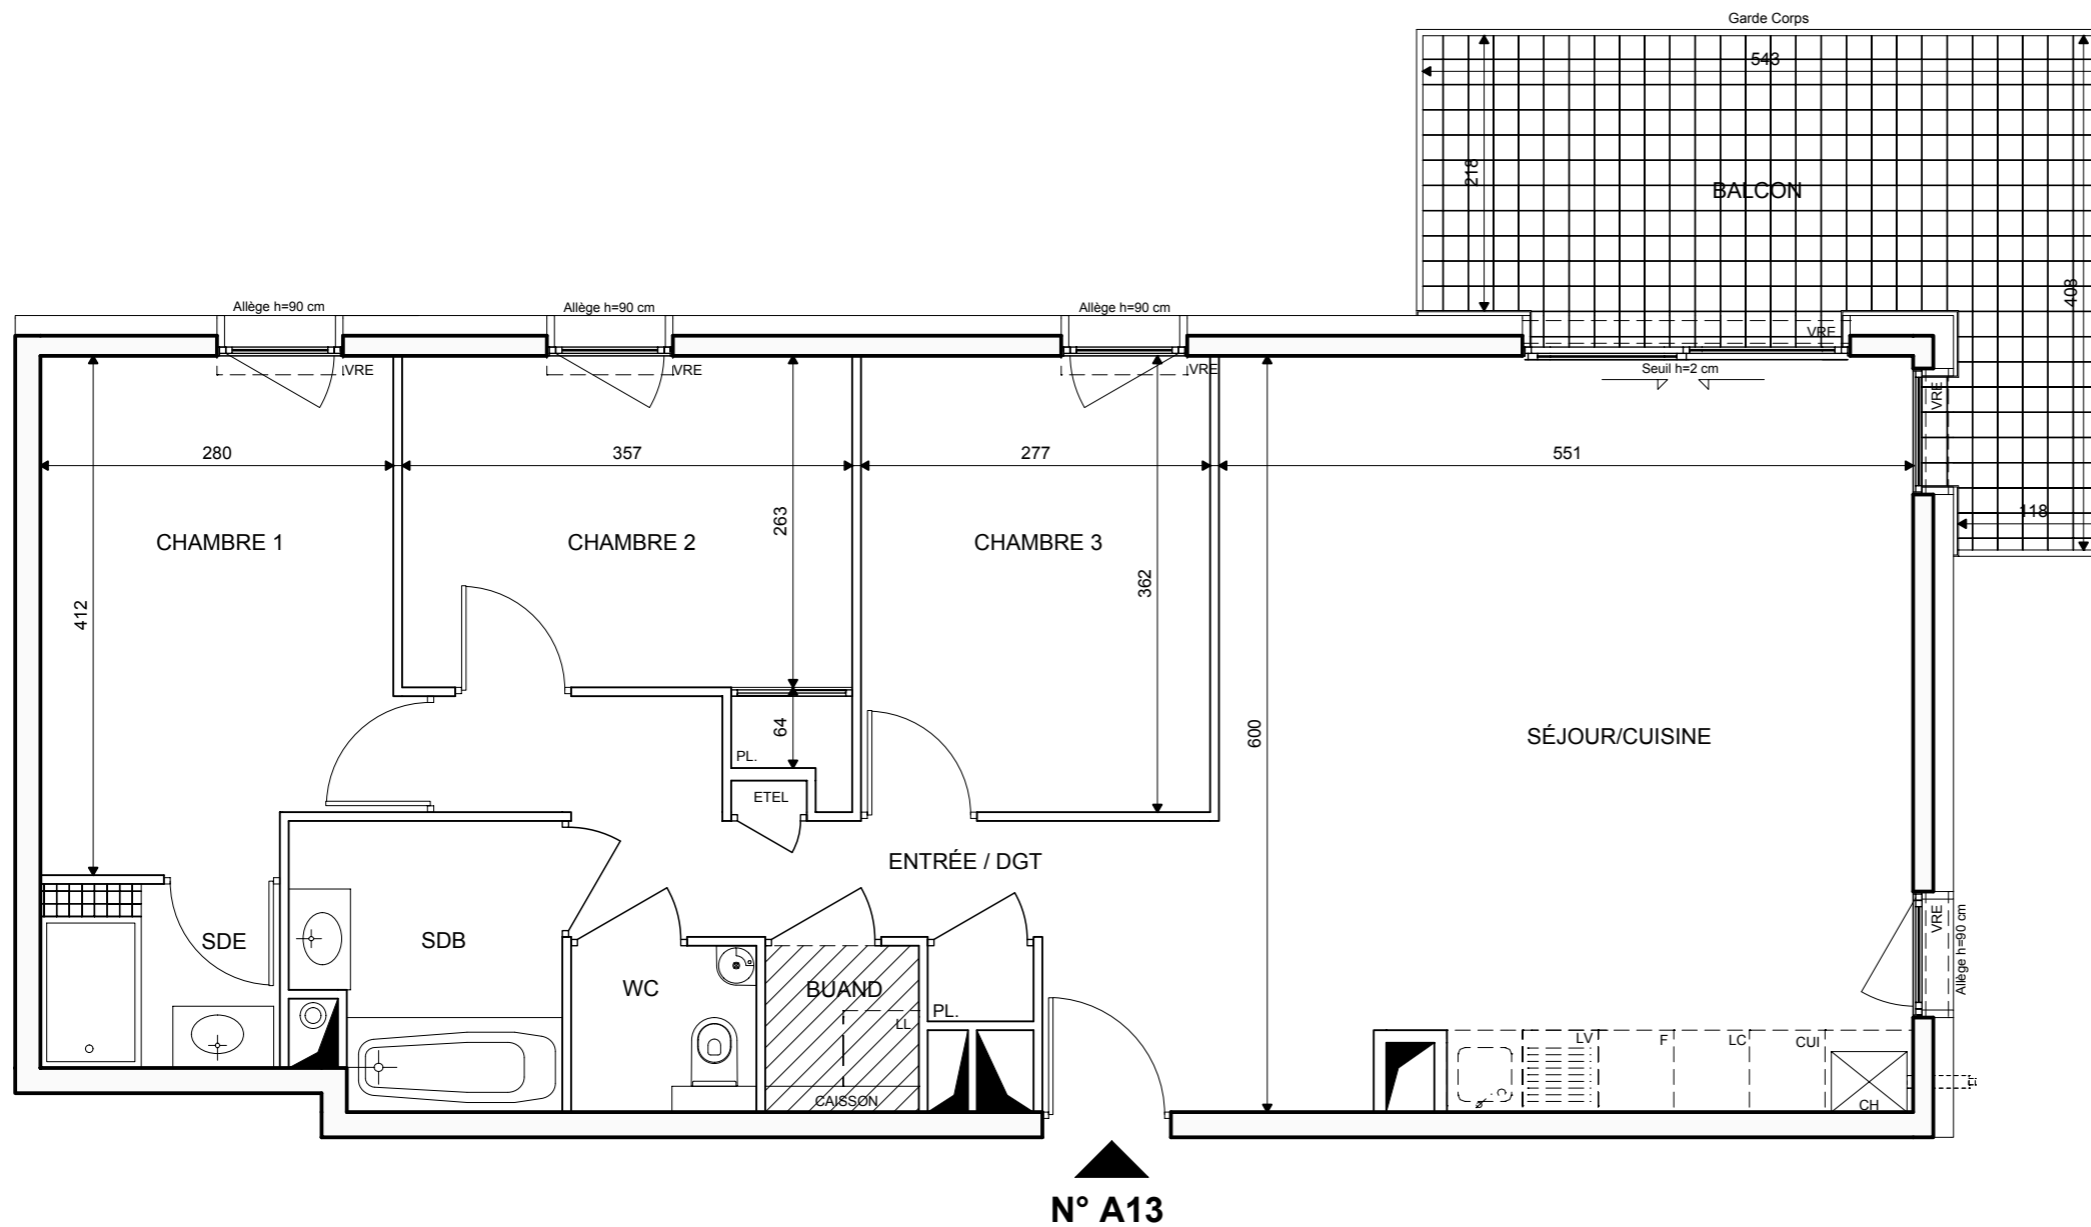 Garde Corps
543
218
BALCON
408
Allège h=90 cm
Allège h=90 cm
Allège h=90 cm
VRE
VRE
VRE
VRE
Seuil h=2 cm
VRE
280
357
277
551
118
263
CHAMBRE 1
CHAMBRE 2
CHAMBRE 3
362
412
64
600
SÉJOUR/CUISINE
PL.
ETEL
ENTRÉE / DGT
SDE
SDB
VRE
Allège h=90 cm
WC
BUAND
PL.
LL
LV
F
LC
CUI
CAISSON
CH
N° A13